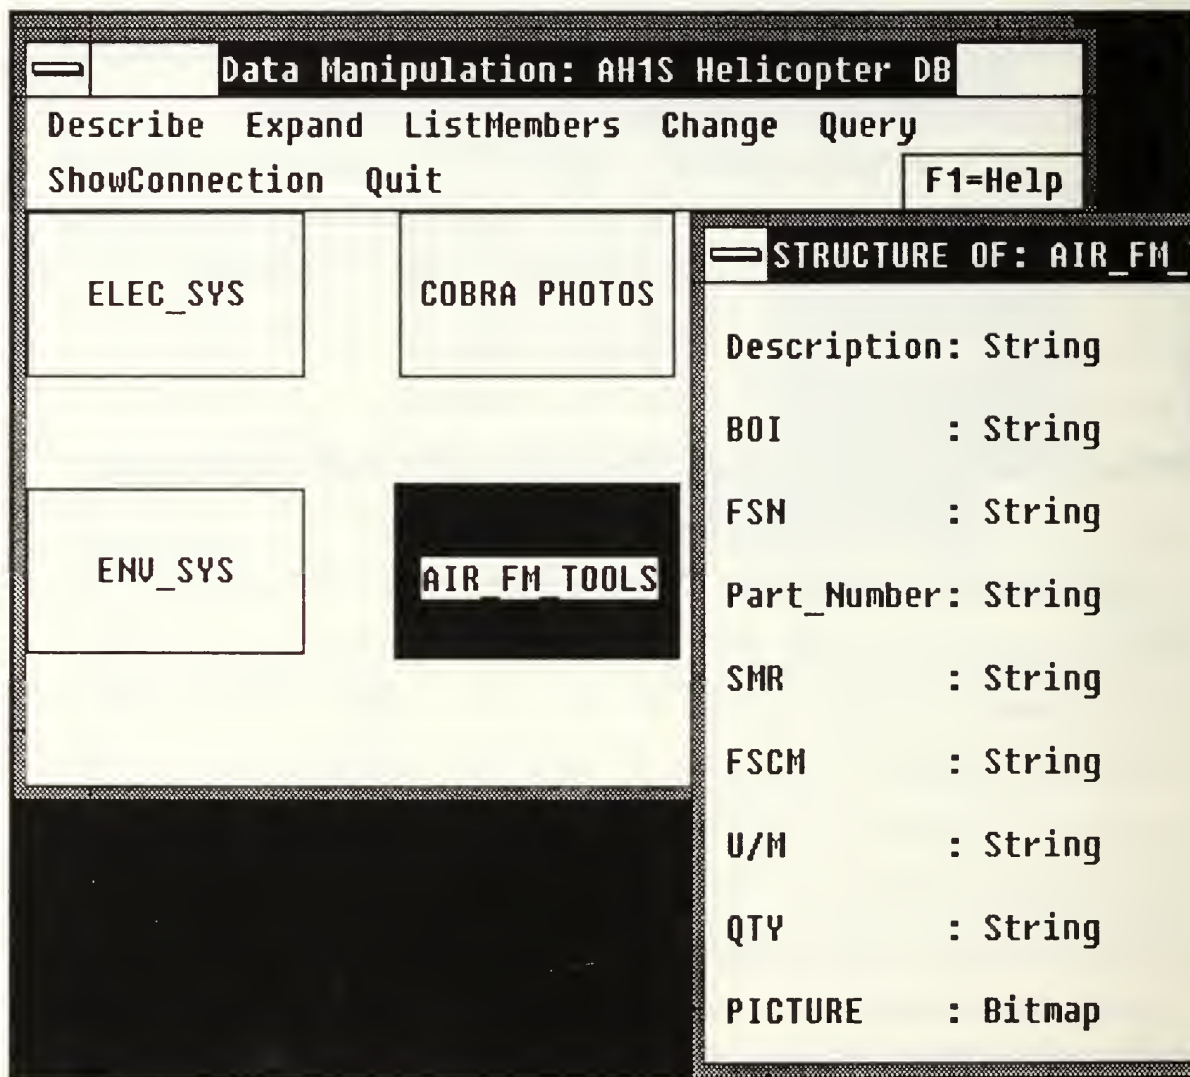 Data Manipulation: AH1S Helicopter DB
Describe Expand ListMembers Change Query
ShowConnection Quit F1=Help
ELEC_SYS COBRA PHOTOS
ENV_SYS AIR_FM_TOOLS
STRUCTURE OF: AIR_FM_
Description: String
BOI : String
FSN : String
Part_Number: String
SMR : String
FSCM : String
U/M : String
QTY : String
PICTURE : Bitmap